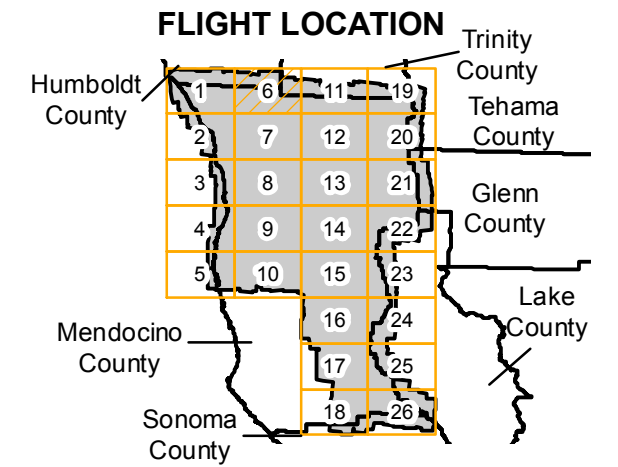 FLIGHT LOCATION
Trinity
County
Humboldt
County
1 6 11 19
Tehama
County
2 7 12 20
3 8 13 21
Glenn
County
4 9 14 22
5 10 15 23
Lake
County
16 24
Mendocino
County
17 25
18 26
Sonoma
County